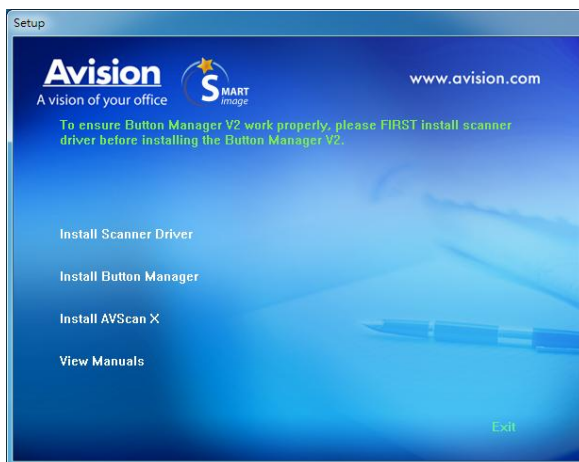 Setup
Avision
A vision of your office
SMART
Image
www.avision.com
To ensure Button Manager V2 work properly, please FIRST install scanner
driver before installing the Button Manager V2.
Install Scanner Driver
Install Button Manager
Install AVScan X
View Manuals
Exit